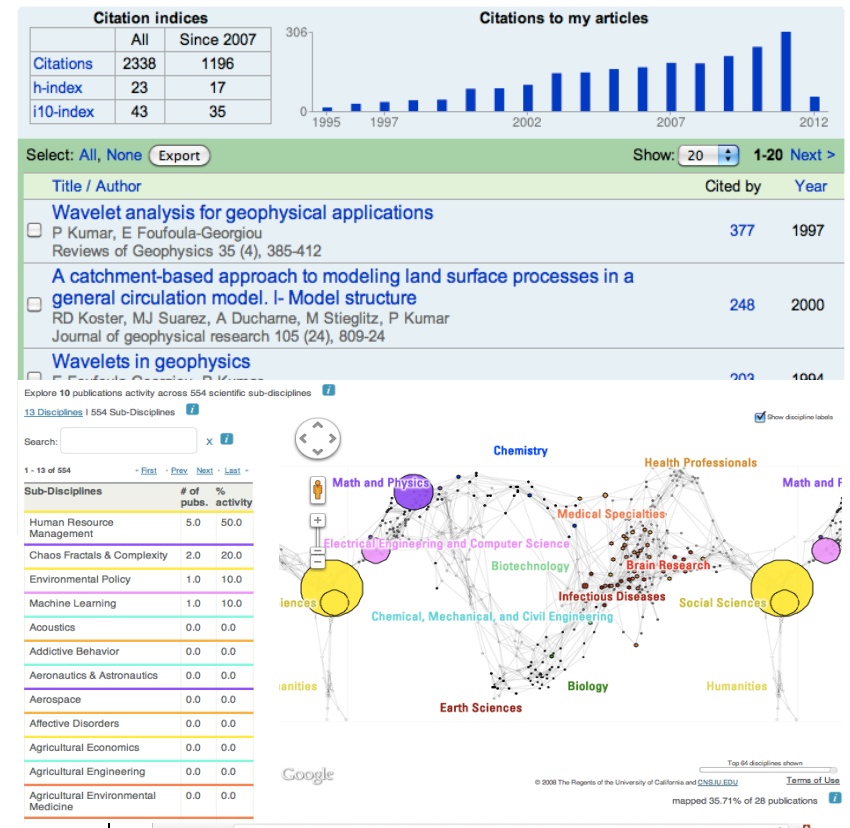 Citation indices
All Since 2007
Citations 2338 1196
h-index 23 17
i10-index 43 35
Citations to my articles
306
0
1995 1997 2002 2007 2012
Select: All, None Export
Show: 20 1-20 Next >
Title / Author Cited by Year
Wavelet analysis for geophysical applications
P Kumar, E Foufoula-Georgiou
Reviews of Geophysics 35 (4), 385-412
377 1997
A catchment-based approach to modeling land surface processes in a
general circulation model. I- Model structure
RD Koster, MJ Suarez, A Ducharne, M Stieglitz, P Kumar
Journal of geophysical research 105 (24), 809-24
248 2000
Wavelets in geophysics
E Foufoula-Georgiou, P Kumar
203 1994
Explore 10 publications activity across 554 scientific sub-disciplines i
13 Disciplines | 554 Sub-Disciplines i
Search: x i
1 - 13 of 554 First Prev Next Last
Sub-Disciplines # of pubs. % activity
Human Resource
Management 5.0 50.0
Chaos Fractals & Complexity 2.0 20.0
Environmental Policy 1.0 10.0
Machine Learning 1.0 10.0
Acoustics 0.0 0.0
Addictive Behavior 0.0 0.0
Aeronautics & Astronautics 0.0 0.0
Aerospace 0.0 0.0
Affective Disorders 0.0 0.0
Agricultural Economics 0.0 0.0
Agricultural Engineering 0.0 0.0
Agricultural Environmental
Medicine 0.0 0.0
Show discipline labels
Chemistry
Health Professionals
Math and Physics
Math and P
Medical Specialties
Electrical Engineering and Computer Science
Biotechnology
Brain Research
Infectious Diseases
iences
Social Sciences
Chemical, Mechanical, and Civil Engineering
anities
Biology
Humanities
Earth Sciences
Top 64 disciplines shown
Google
© 2008 The Regents of the University of California and CNS.IU.EDU
Terms of Use
mapped 35.71% of 28 publications i